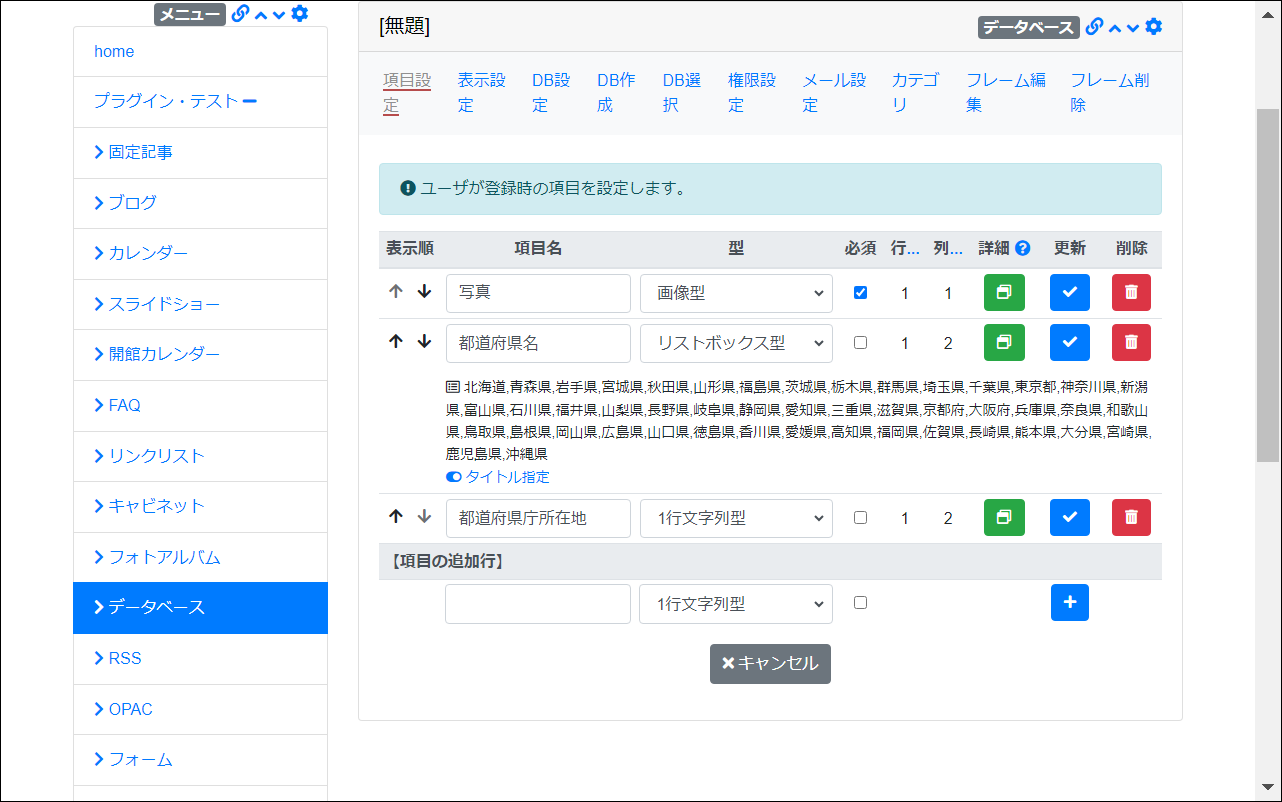 メニュー
home
プラグイン・テスト
固定記事
ブログ
カレンダー
スライドショー
開館カレンダー
FAQ
リンクリスト
キャビネット
フォトアルバム
データベース
RSS
OPAC
フォーム
[無題]
データベース
項目設定
表示設定
DB設定
DB作成
DB選択
権限設定
メール設定
カテゴリ
フレーム編集
フレーム削除
ユーザが登録時の項目を設定します。
表示順 項目名 型 必須 行... 列... 詳細 更新 削除
写真 画像型 1 1
都道府県名 リストボックス型 1 2
北海道,青森県,岩手県,宮城県,秋田県,山形県,福島県,茨城県,栃木県,群馬県,埼玉県,千葉県,東京都,神奈川県,新潟
県,富山県,石川県,福井県,山梨県,長野県,岐阜県,静岡県,愛知県,三重県,滋賀県,京都府,大阪府,兵庫県,奈良県,和歌山
県,鳥取県,島根県,岡山県,広島県,山口県,徳島県,香川県,愛媛県,高知県,福岡県,佐賀県,長崎県,熊本県,大分県,宮崎県,
鹿児島県,沖縄県
タイトル指定
都道府県庁所在地 1行文字列型 1 2
【項目の追加行】
1行文字列型
キャンセル